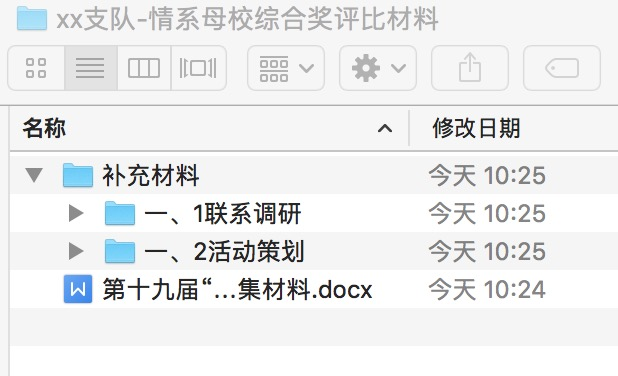 xx支队-情系母校综合奖评比材料
名称 修改日期
补充材料 今天 10:25
一、1联系调研 今天 10:25
一、2活动策划 今天 10:25
第十九届“...集材料.docx 今天 10:24